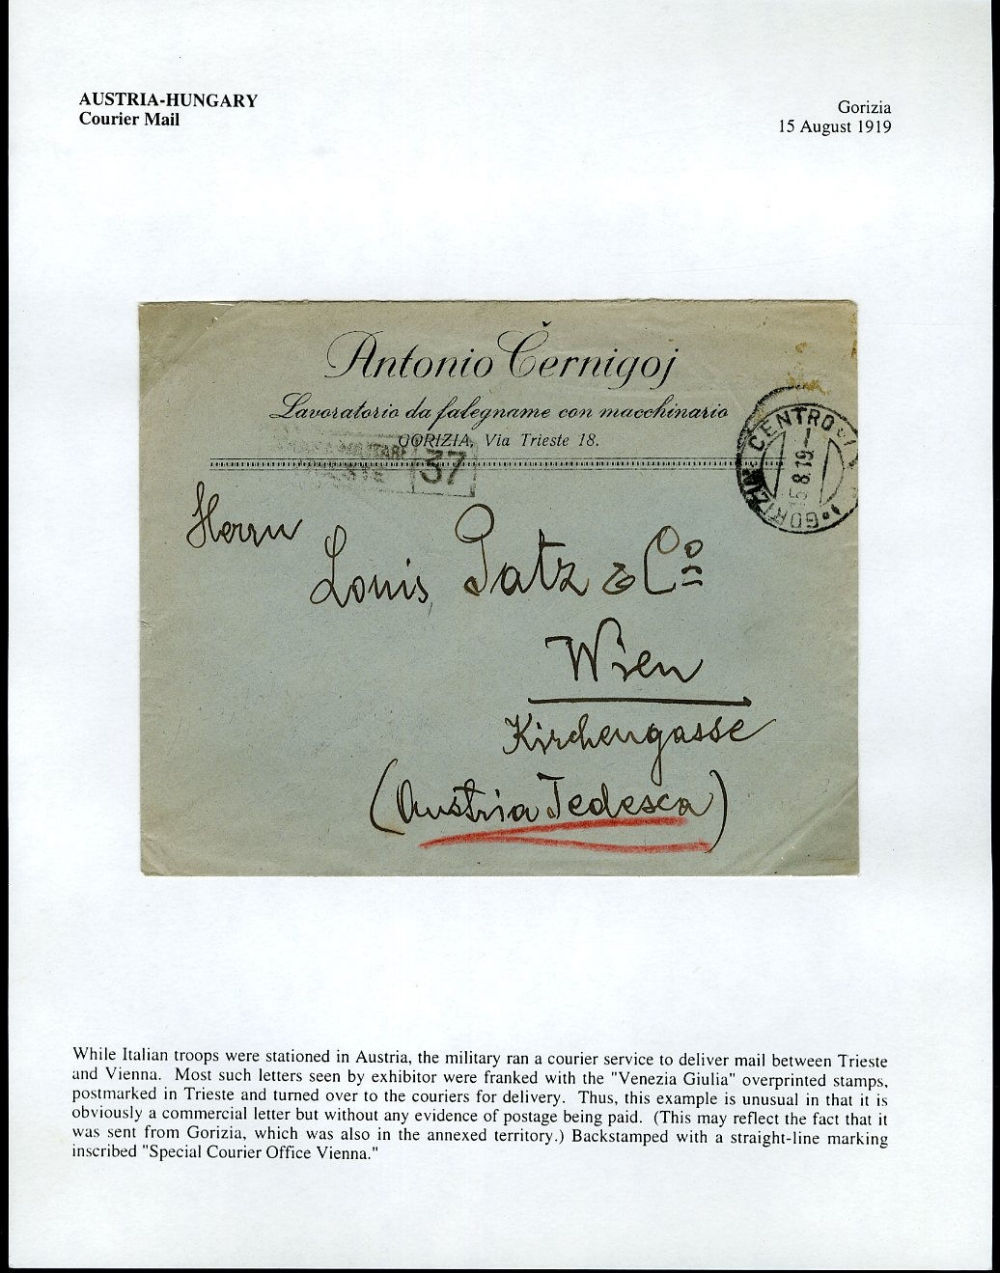 AUSTRIA-HUNGARY
Courier Mail
Gorizia
15 August 1919
Antonio Černigoj
Lavoratorio da falegname con macchinario
GORIZIA, Via Trieste 18.
MILITARE
37
GORIZIA CENTRO
15.8.19
Herrn
Louis Patz & Co
Wien
Kirchengasse
(Austria Tedesca)
While Italian troops were stationed in Austria, the military ran a courier service to deliver mail between Trieste
and Vienna. Most such letters seen by exhibitor were franked with the "Venezia Giulia" overprinted stamps,
postmarked in Trieste and turned over to the couriers for delivery. Thus, this example is unusual in that it is
obviously a commercial letter but without any evidence of postage being paid. (This may reflect the fact that it
was sent from Gorizia, which was also in the annexed territory.) Backstamped with a straight-line marking
inscribed "Special Courier Office Vienna."